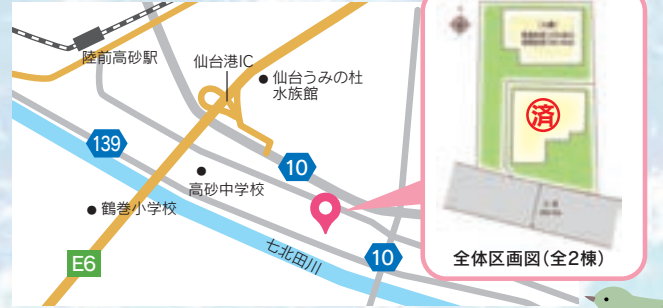 陸前高砂駅
仙台港IC
仙台うみの杜
水族館
139
10
高砂中学校
鶴巻小学校
10
七北田川
E6
済
全体区画図(全2棟)